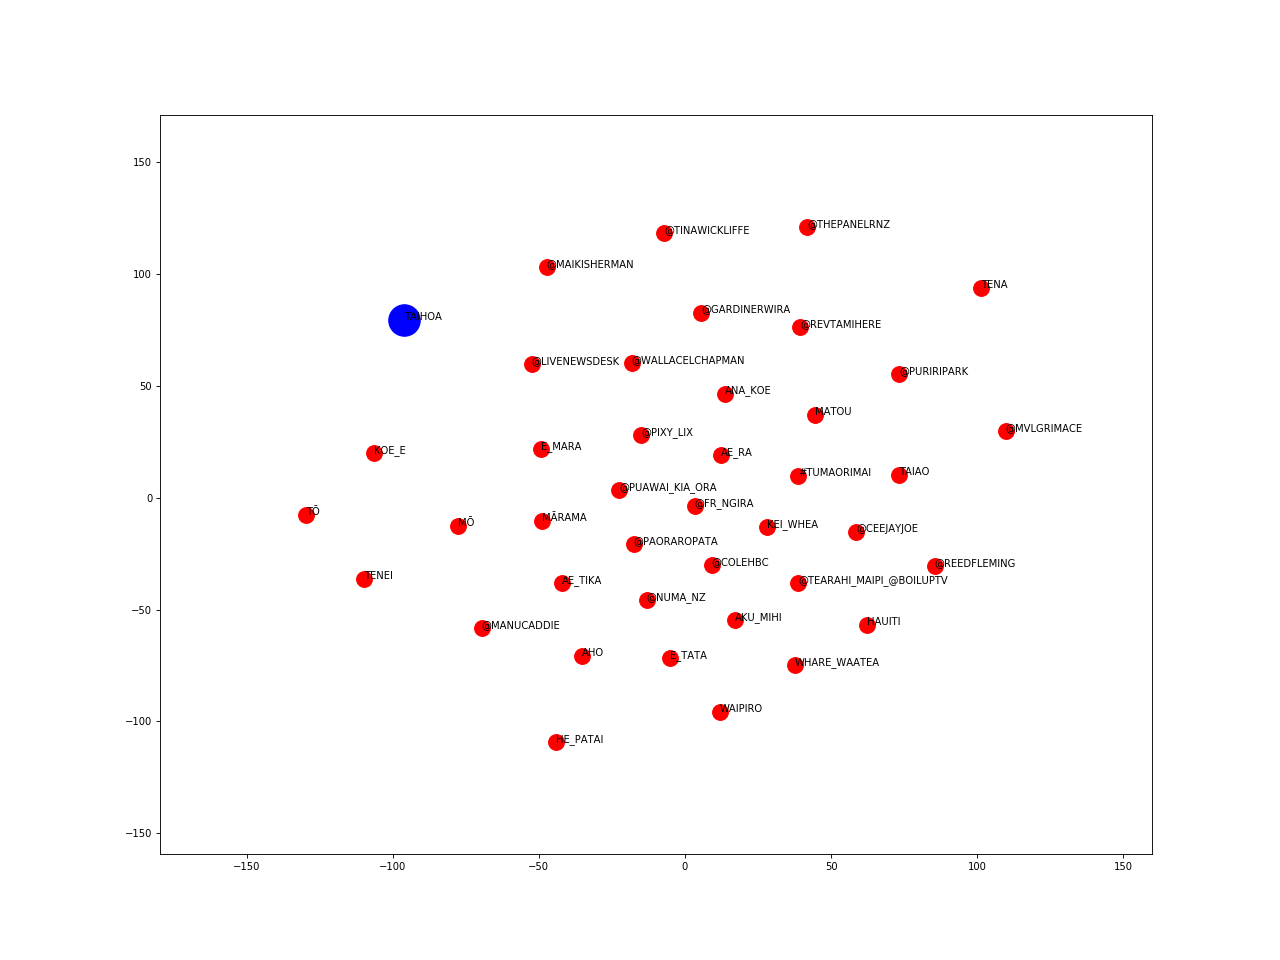 150
@THEPANELRNZ
@TINAWICKLIFFE
@MAIKISHERMAN
100
TENA
@GARDINERWIRA
TAIHOA
@REVTAMIHERE
@LIVENEWSDESK
@WALLACELCHAPMAN
@PURIRIPARK
50
ANA_KOE
MATOU
@PIXY_LIX
@MVLGRIMACE
KOE_E
E_MARA
AE_RA
#TUMAORIMAI
TAIAO
@PUAWAI_KIA_ORA
0
@FR_NGIRA
TŌ
MŌ
MĀRAMA
KEI_WHEA
@CEEJAYJOE
@PAORAROPATA
@COLEHBC
@REEDFLEMING
TENEI
AE_TIKA
@TEARAHI_MAIPI_@BOILUPTV
−50
@NUMA_NZ
@MANUCADDIE
AKU_MIHI
HAUITI
AHO
E_TATA
WHARE_WAATEA
−100
WAIPIRO
HE_PATAI
−150
−150 −100 −50 0 50 100 150